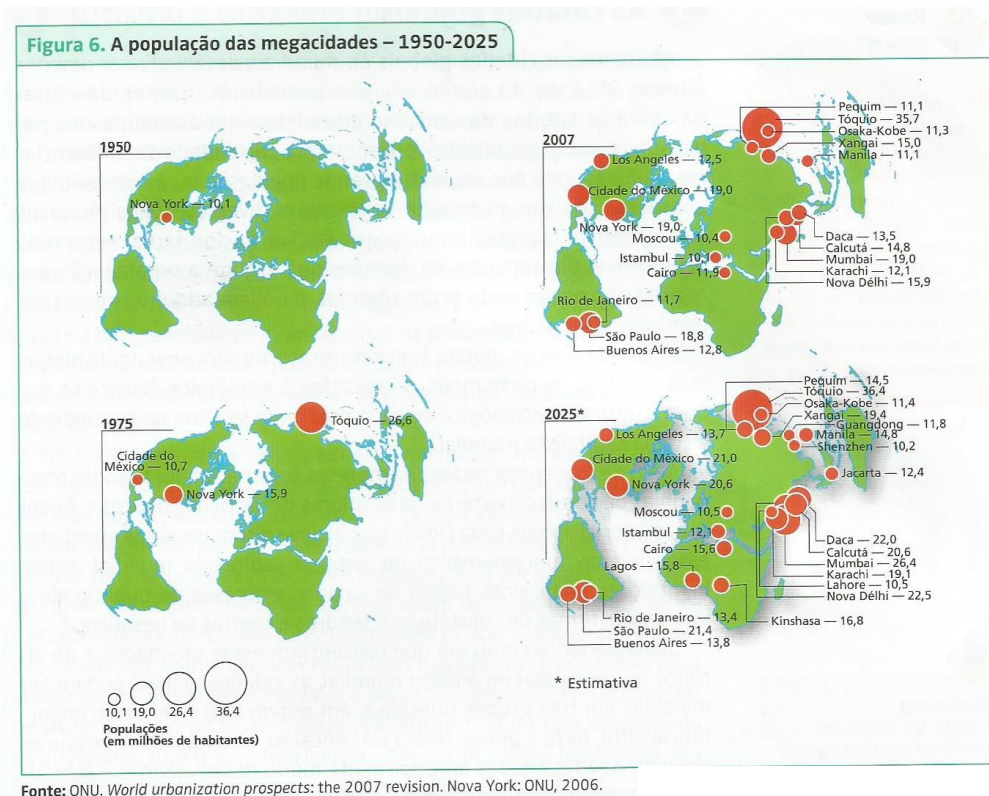 Figura 6. A população das megacidades – 1950-2025
1950
Nova York — 10,1
2007
Pequim — 11,1
Tóquio — 35,7
Osaka-Kobe — 11,3
Xangai — 15,0
Manila — 11,1
Los Angeles — 12,5
Cidade do México — 19,0
Nova York — 19,0
Moscou — 10,4
Istambul — 10,1
Cairo — 11,9
Daca — 13,5
Calcutá — 14,8
Mumbai — 19,0
Karachi — 12,1
Nova Délhi — 15,9
Rio de Janeiro — 11,7
São Paulo — 18,8
Buenos Aires — 12,8
1975
Tóquio — 26,6
Cidade do
México — 10,7
Nova York — 15,9
2025*
Pequim — 14,5
Tóquio — 36,4
Osaka-Kobe — 11,4
Xangai — 19,4
Guangdong — 11,8
Manila — 14,8
Shenzhen — 10,2
Los Angeles — 13,7
Cidade do México — 21,0
Jacarta — 12,4
Nova York — 20,6
Moscou — 10,5
Istambul — 12,1
Cairo — 15,6
Lagos — 15,8
Daca — 22,0
Calcutá — 20,6
Mumbai — 26,4
Karachi — 19,1
Lahore — 10,5
Nova Délhi — 22,5
Kinshasa — 16,8
Rio de Janeiro — 13,4
São Paulo — 21,4
Buenos Aires — 13,8
* Estimativa
10,1 19,0 26,4 36,4
Populações
(em milhões de habitantes)
Fonte: ONU. World urbanization prospects: the 2007 revision. Nova York: ONU, 2006.